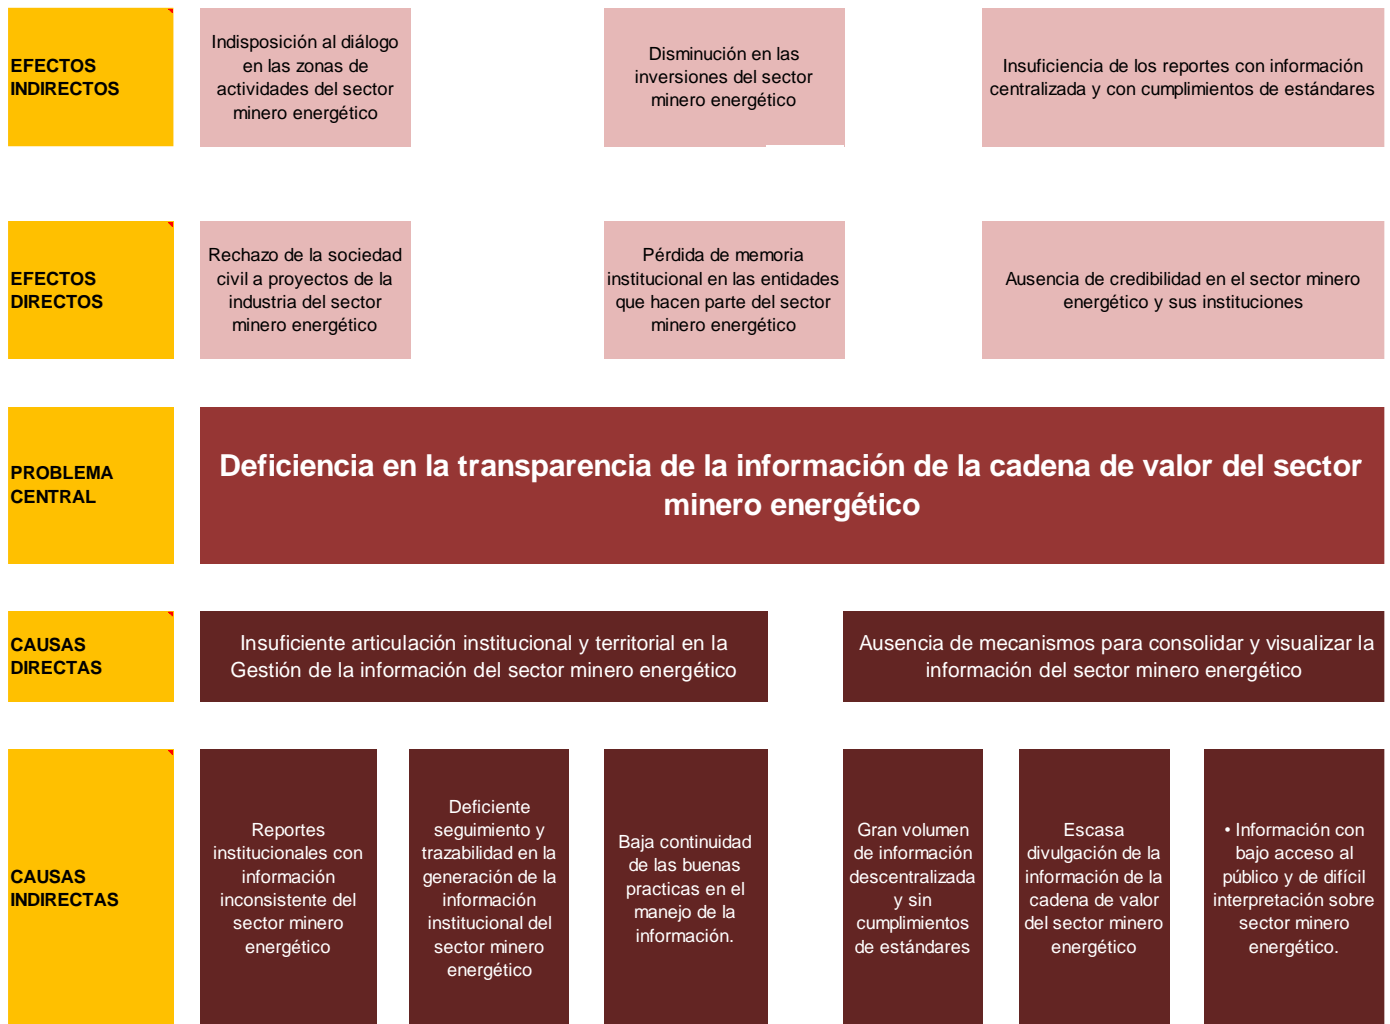 EFECTOS
INDIRECTOS
Indisposición al diálogo
en las zonas de
actividades del sector
minero energético
Disminución en las
inversiones del sector
minero energético
Insuficiencia de los reportes con información
centralizada y con cumplimientos de estándares
EFECTOS
DIRECTOS
Rechazo de la sociedad
civil a proyectos de la
industria del sector
minero energético
Pérdida de memoria
institucional en las entidades
que hacen parte del sector
minero energético
Ausencia de credibilidad en el sector minero
energético y sus instituciones
PROBLEMA
CENTRAL
Deficiencia en la transparencia de la información de la cadena de valor del sector
minero energético
CAUSAS
DIRECTAS
Insuficiente articulación institucional y territorial en la
Gestión de la información del sector minero energético
Ausencia de mecanismos para consolidar y visualizar la
información del sector minero energético
CAUSAS
INDIRECTAS
Reportes
institucionales con
información
inconsistente del
sector minero
energético
Deficiente
seguimiento y
trazabilidad en la
generación de la
información
institucional del
sector minero
energético
Baja continuidad
de las buenas
practicas en el
manejo de la
información.
Gran volumen
de información
descentralizada
y sin
cumplimientos
de estándares
Escasa
divulgación de la
información de la
cadena de valor
del sector minero
energético
• Información con
bajo acceso al
público y de difícil
interpretación sobre
sector minero
energético.